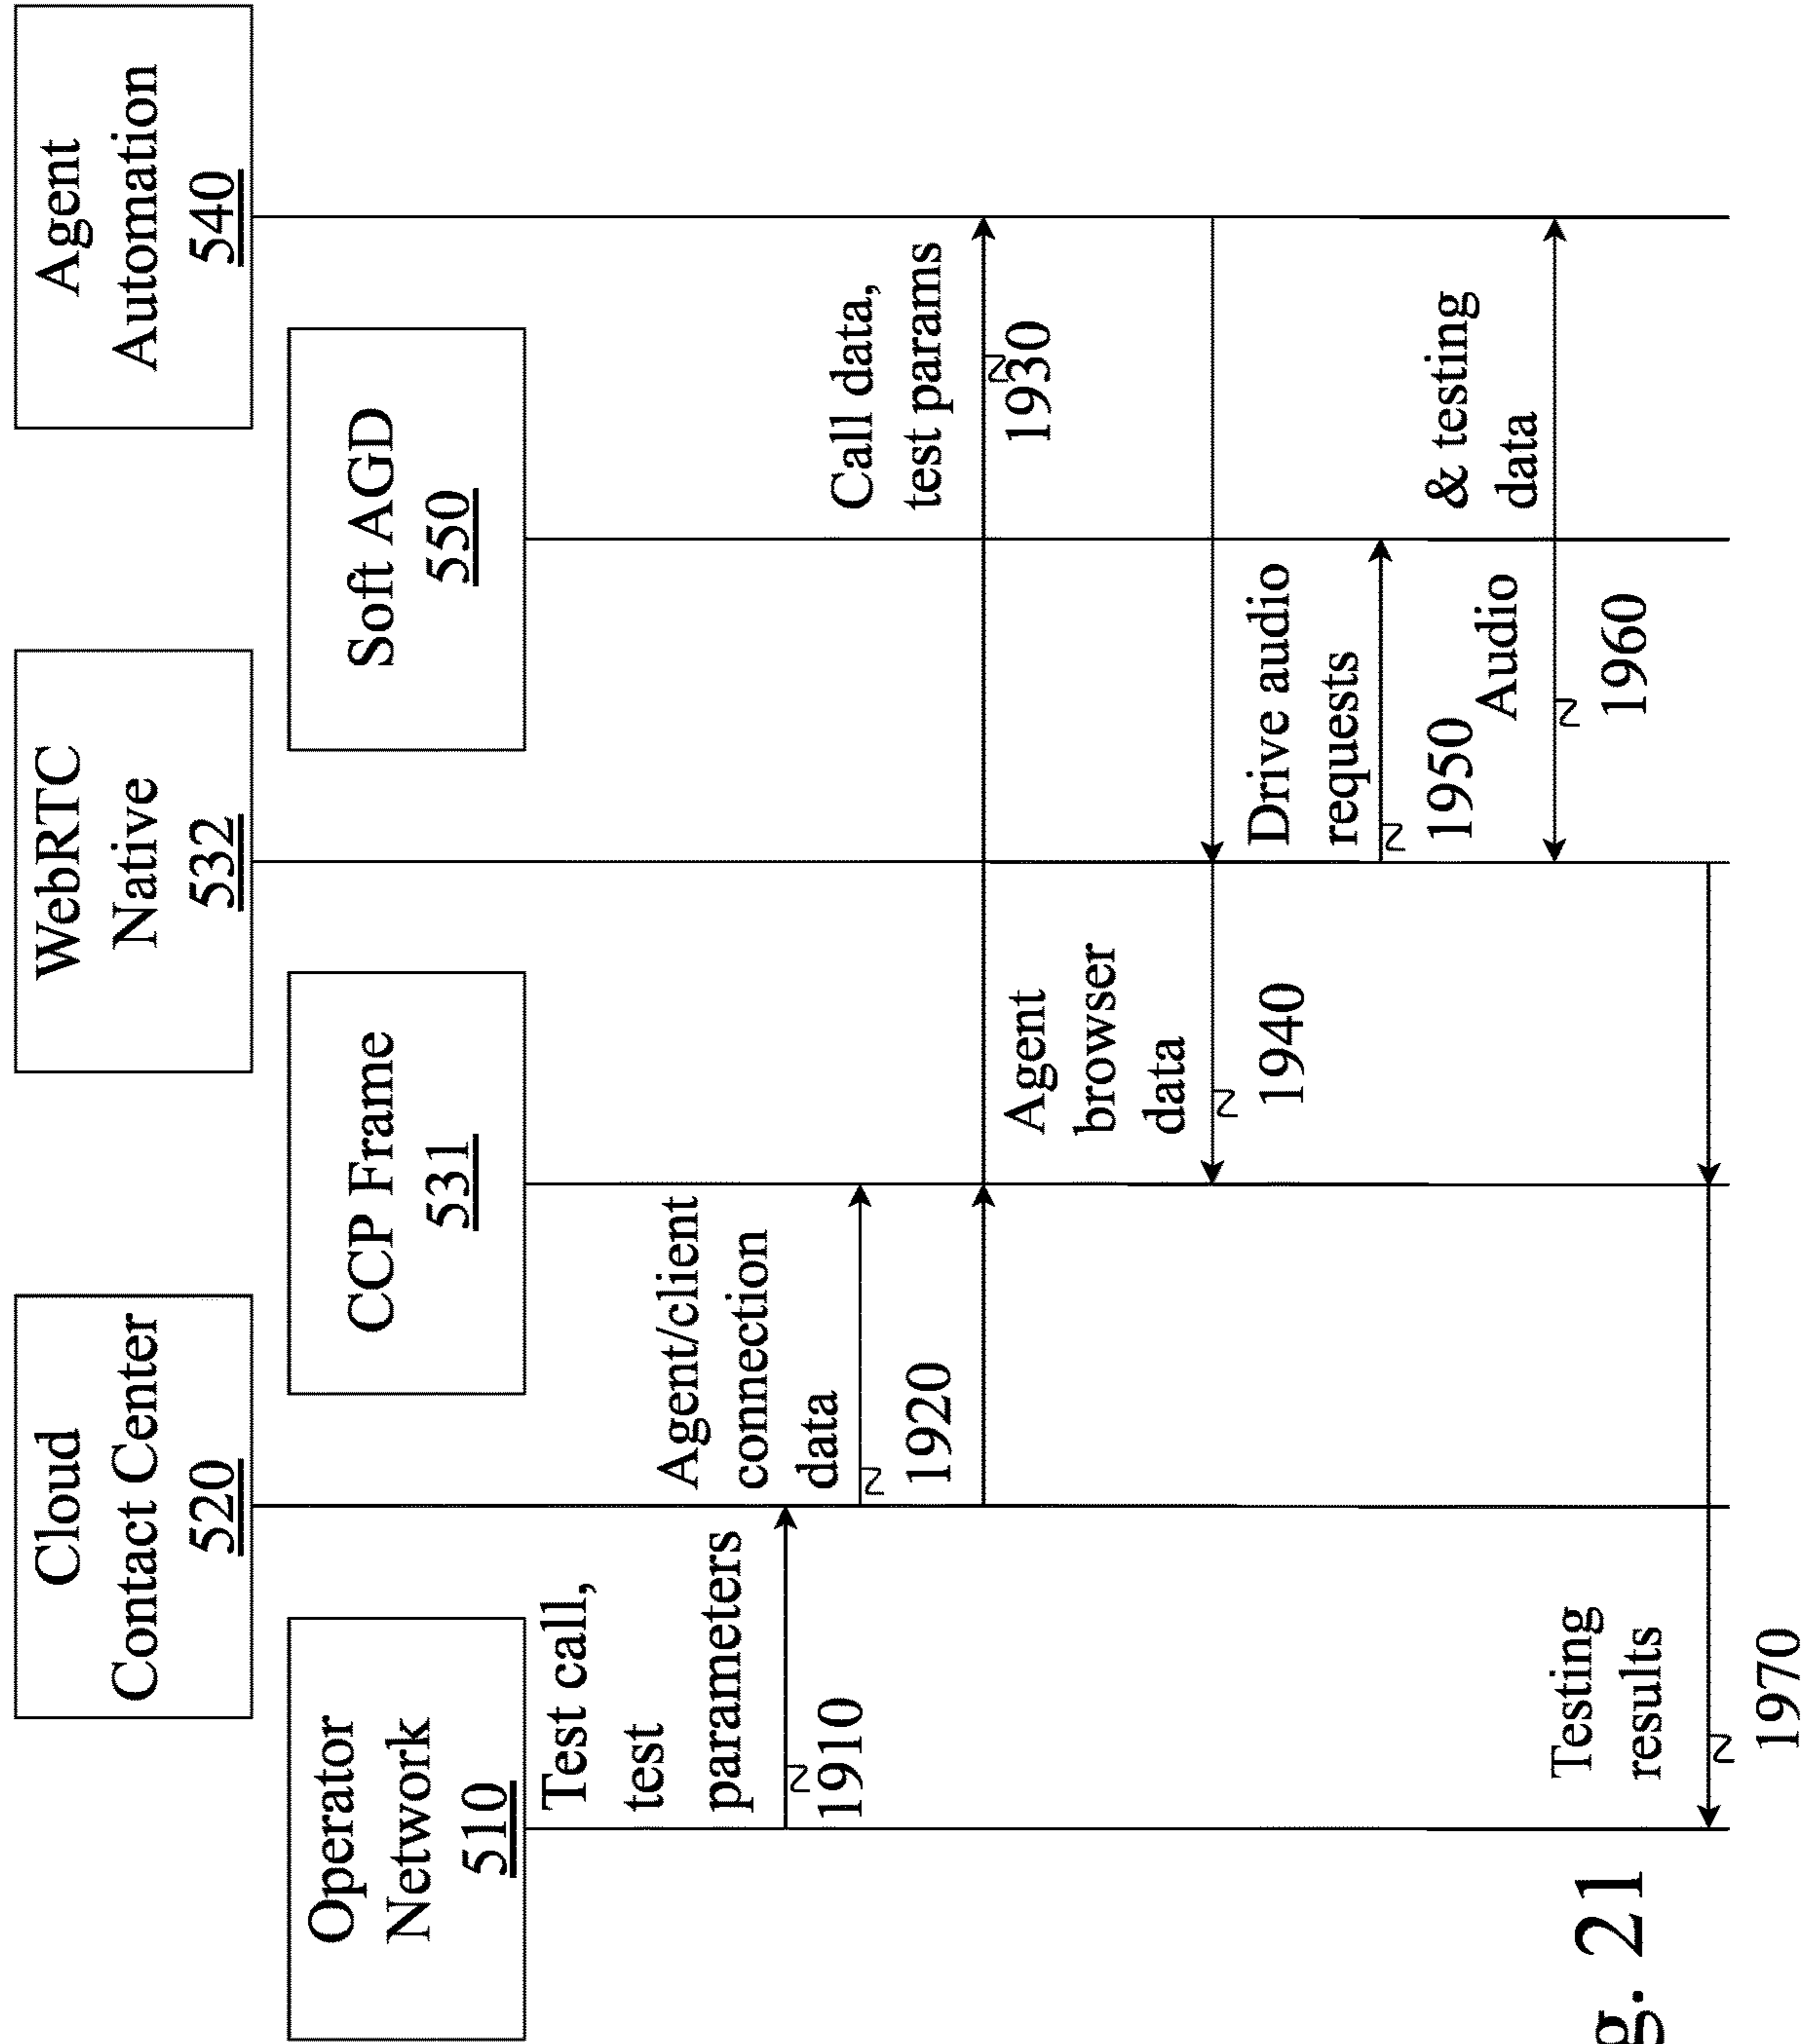 Cloud
Contact Center
520
WebRTC
Native
532
Agent
Automation
540
Operator
Network
510
CCP Frame
531
Soft AGD
550
Test call,
test
parameters
1910
Agent/client
connection
data
1920
Call data,
test params
1930
Agent
browser
data
1940
Drive audio
requests
1950
Audio
& testing
data
1960
Testing
results
1970
g. 21